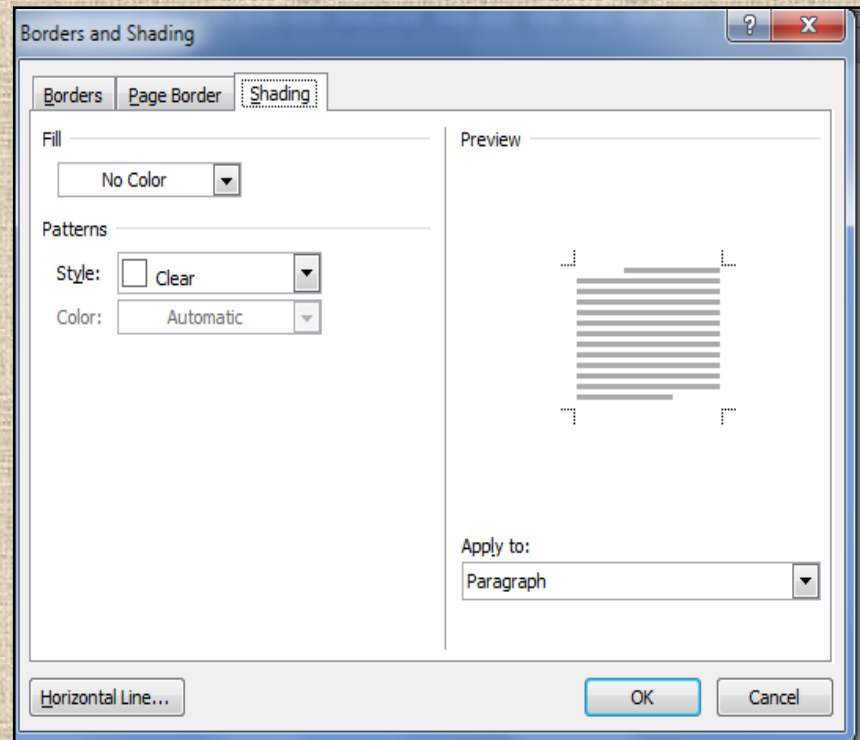 Borders and Shading
Borders Page Border Shading
Fill
No Color
Patterns
Style: Clear
Color: Automatic
Preview
Apply to:
Paragraph
Horizontal Line...
OK Cancel